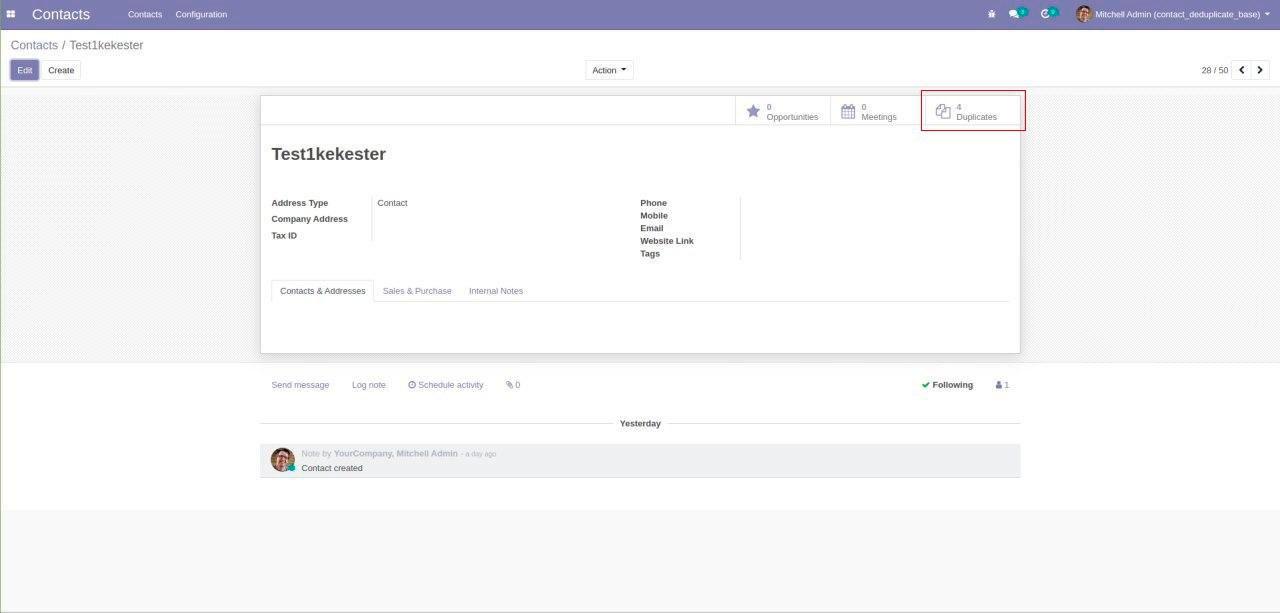 Contacts Contacts Configuration Mitchell Admin (contact_deduplicate_base)
Contacts / Test1kekester
Edit Create Action 28 / 50
0 Opportunities
0 Meetings
4 Duplicates
Test1kekester
Address Type Contact
Company Address
Tax ID
Phone
Mobile
Email
Website Link
Tags
Contacts & Addresses Sales & Purchase Internal Notes
Send message Log note Schedule activity 0 Following 1
Yesterday
Note by YourCompany, Mitchell Admin - a day ago
Contact created